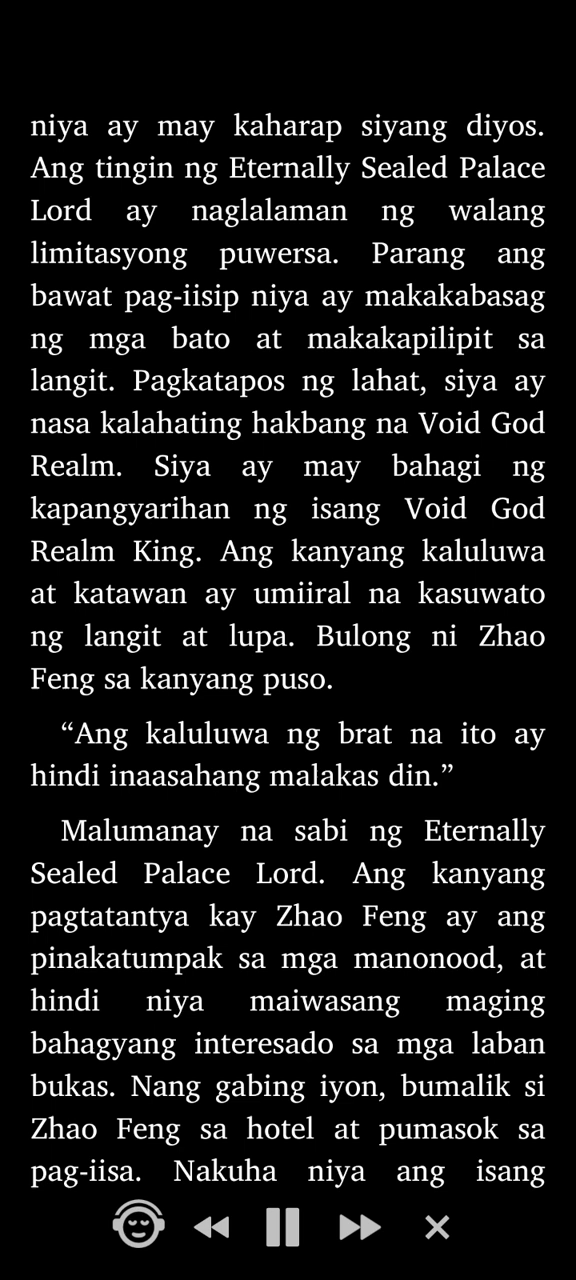 niya ay may kaharap siyang diyos.
Ang tingin ng Eternally Sealed Palace
Lord ay naglalaman ng walang
limitasyong puwersa. Parang ang
bawat pag-iisip niya ay makakabasag
ng mga bato at makakapilipit sa
langit. Pagkatapos ng lahat, siya ay
nasa kalahating hakbang na Void God
Realm. Siya ay may bahagi ng
kapangyarihan ng isang Void God
Realm King. Ang kanyang kaluluwa
at katawan ay umiiral na kasuwato
ng langit at lupa. Bulong ni Zhao
Feng sa kanyang puso.
“Ang kaluluwa ng brat na ito ay
hindi inaasahang malakas din.”
Malumanay na sabi ng Eternally
Sealed Palace Lord. Ang kanyang
pagtatantya kay Zhao Feng ay ang
pinakatumpak sa mga manonood, at
hindi niya maiwasang maging
bahagyang interesado sa mga laban
bukas. Nang gabing iyon, bumalik si
Zhao Feng sa hotel at pumasok sa
pag-iisa. Nakuha niya ang isang